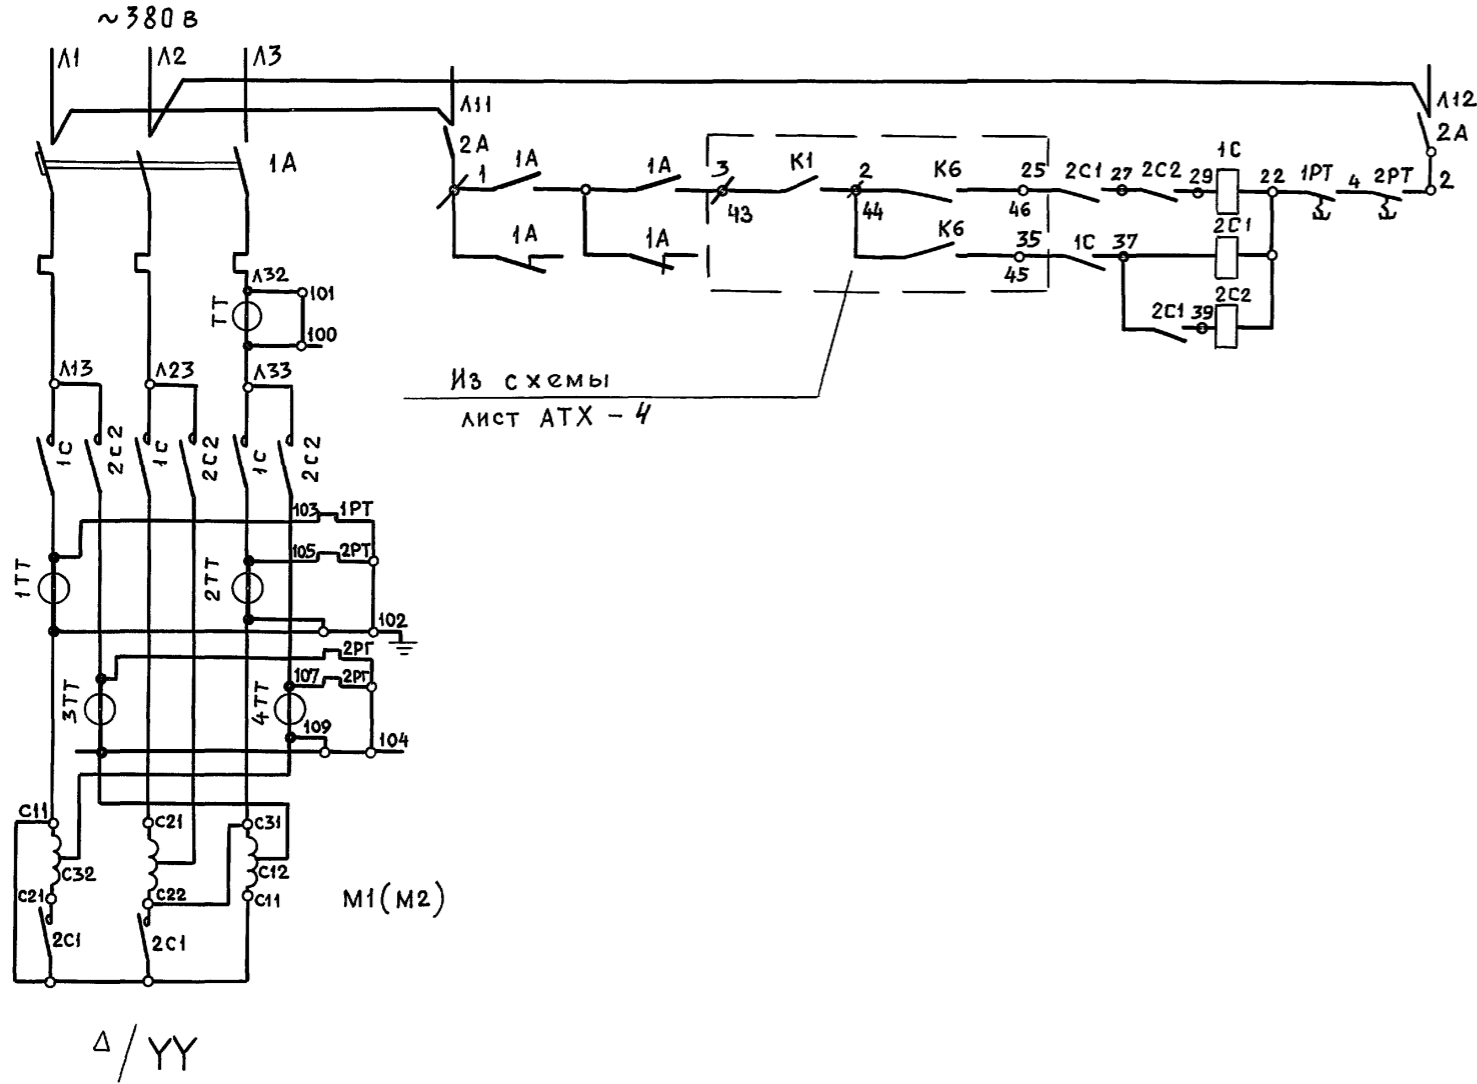 ~380 в
Л1 Л2 Л3
Л11
Л12
1А
2А
2А
1
1А
1А
3
К1
2
К6
25
2С1
27
2С2
29
1С
22
1РТ
4
2РТ
2
43
44
46
1А
1А
К6
35
1С
37
2С1
45
2С1
39
2С2
Л32
101
ТТ
100
Из схемы
лист АТХ – 4
Л13
Л23
Л33
1С
2С2
1С
2С2
1С
2С2
103
1РТ
105
2РТ
1ТТ
2ТТ
102
2РТ
107
2РТ
3ТТ
4ТТ
109
104
С11
С21
С31
С32
С12
С21
С22
С11
М1(М2)
2С1
2С1
Δ/YY